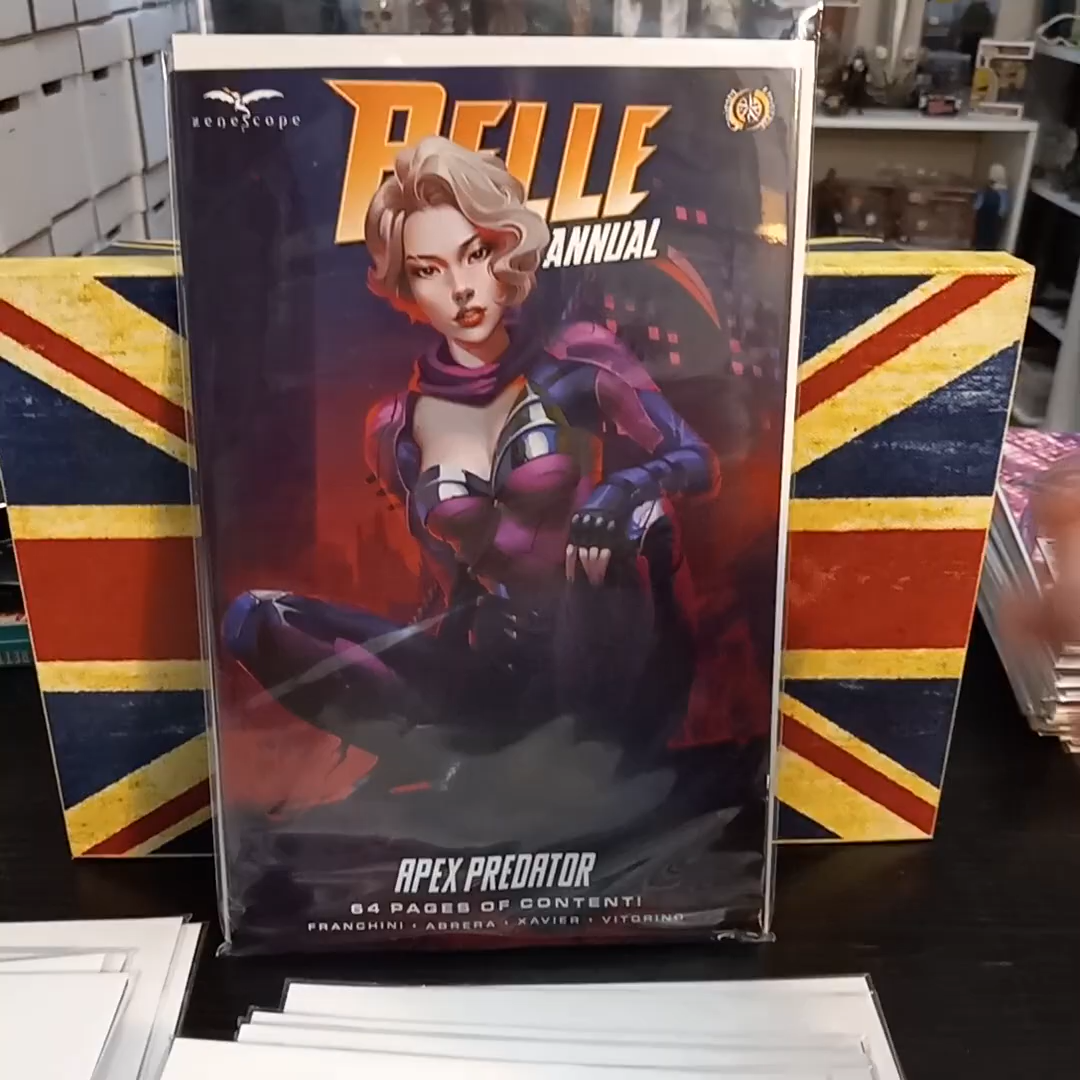 zenescope
BELLE
ANNUAL
APEX PREDATOR
64 PAGES OF CONTENT!
FRANCHINI • ABRERA • XAVIER • VITORINO